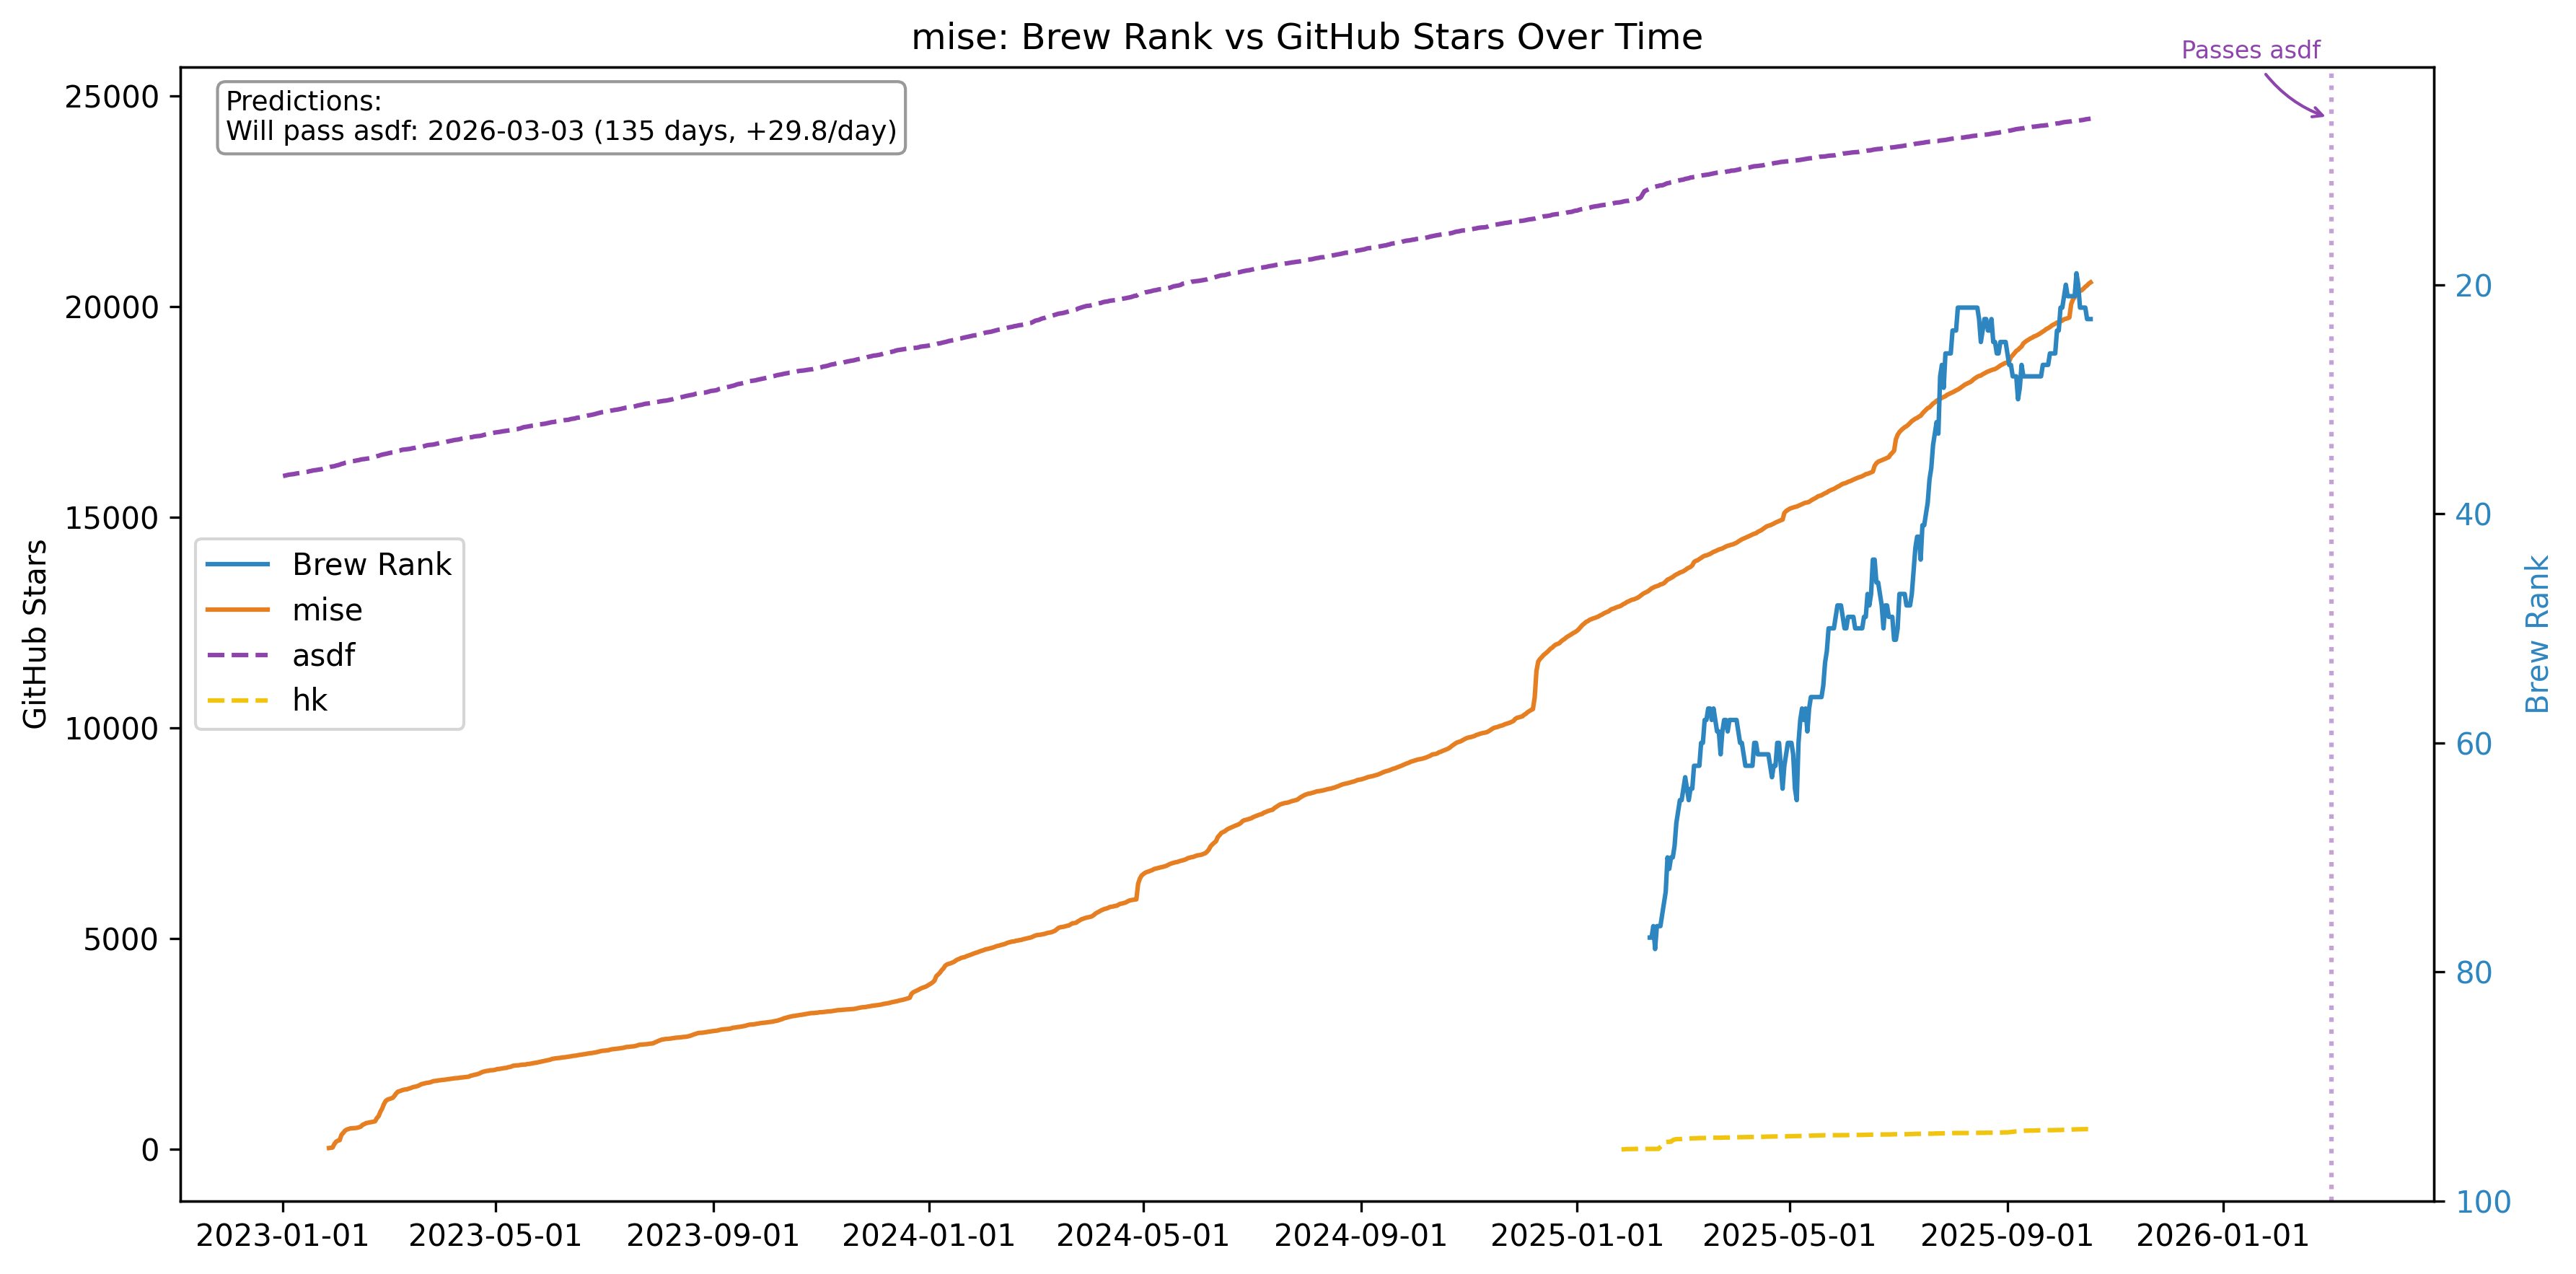 mise: Brew Rank vs GitHub Stars Over Time
Passes asdf
Predictions:
Will pass asdf: 2026-03-03 (135 days, +29.8/day)
GitHub Stars
25000
20000
15000
10000
5000
0
Brew Rank
mise
asdf
hk
20
40
60
80
100
Brew Rank
2023-01-01
2023-05-01
2023-09-01
2024-01-01
2024-05-01
2024-09-01
2025-01-01
2025-05-01
2025-09-01
2026-01-01